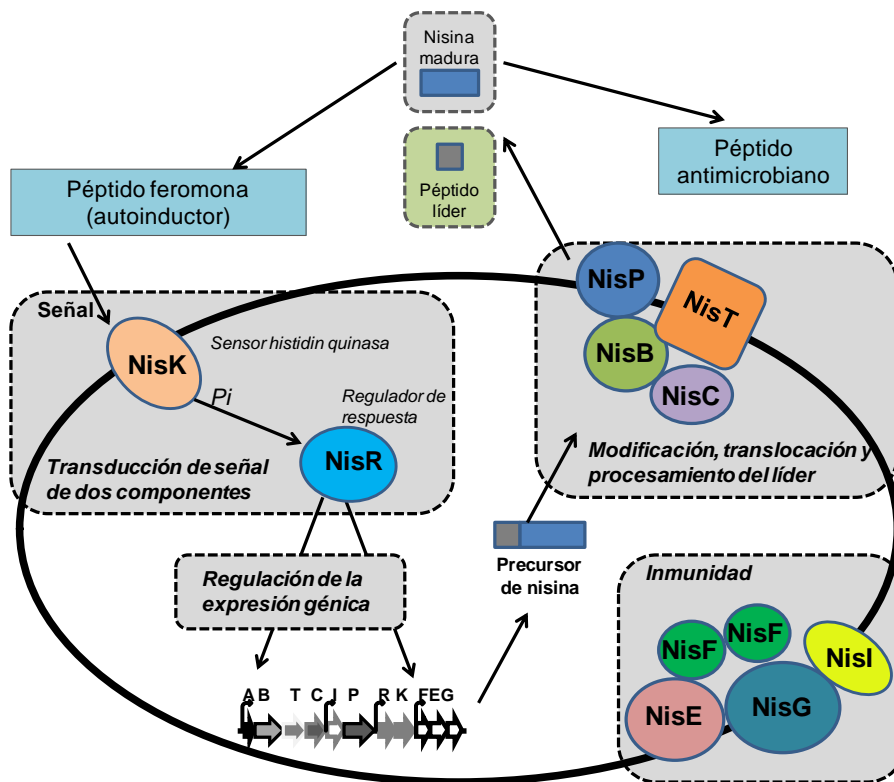 Nisina
madura
Péptido
líder
Péptido feromona
(autoinductor)
Péptido
antimicrobiano
Señal
NisK
Sensor histidin quinasa
Pi
Regulador de
respuesta
NisR
Transducción de señal
de dos componentes
NisP
NisT
NisB
NisC
Modificación, translocación y
procesamiento del líder
Regulación de la
expresión génica
Precursor
de nisina
A B T C I P R K F E G
Inmunidad
NisF
NisF
NisI
NisE
NisG